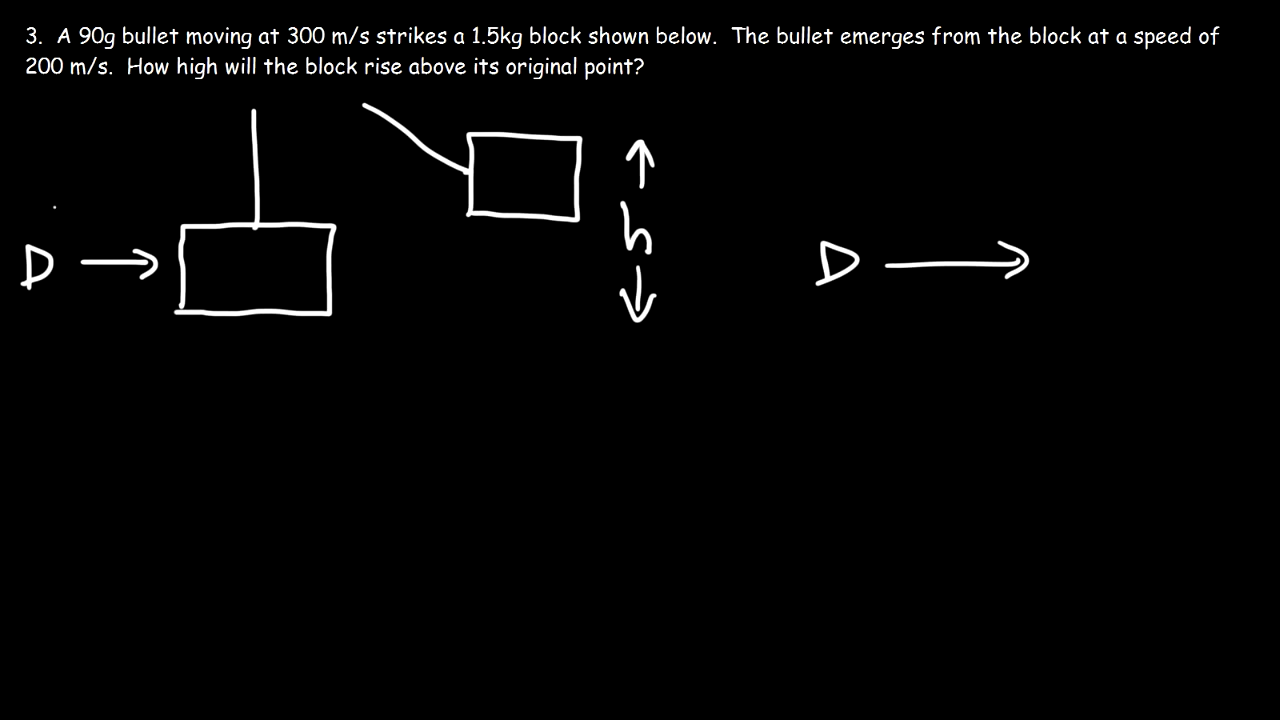 3. A 90g bullet moving at 300 m/s strikes a 1.5kg block shown below. The bullet emerges from the block at a speed of
200 m/s. How high will the block rise above its original point?
h